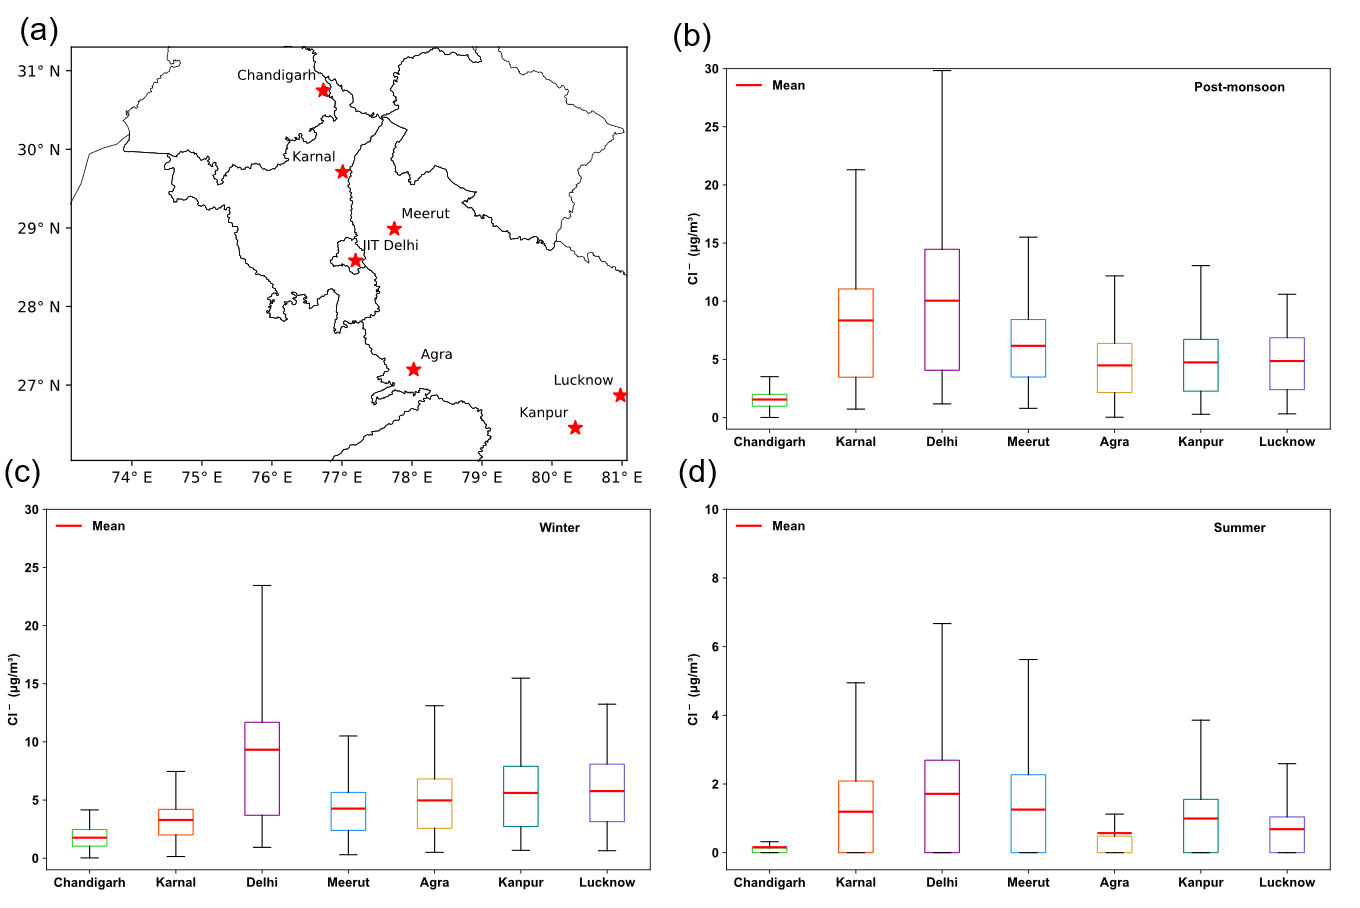 (a)
31° N
30° N
29° N
28° N
27° N
74° E
75° E
76° E
77° E
78° E
79° E
80° E
81° E
Chandigarh
Karnal
Meerut
IIT Delhi
Agra
Lucknow
Kanpur
(b)
Mean
Post-monsoon
30
25
20
15
10
5
0
Cl⁻ (µg/m³)
Chandigarh
Karnal
Delhi
Meerut
Agra
Kanpur
Lucknow
(c)
Mean
Winter
30
25
20
15
10
5
0
Cl⁻ (µg/m³)
Chandigarh
Karnal
Delhi
Meerut
Agra
Kanpur
Lucknow
(d)
Mean
Summer
10
8
6
4
2
0
Cl⁻ (µg/m³)
Chandigarh
Karnal
Delhi
Meerut
Agra
Kanpur
Lucknow